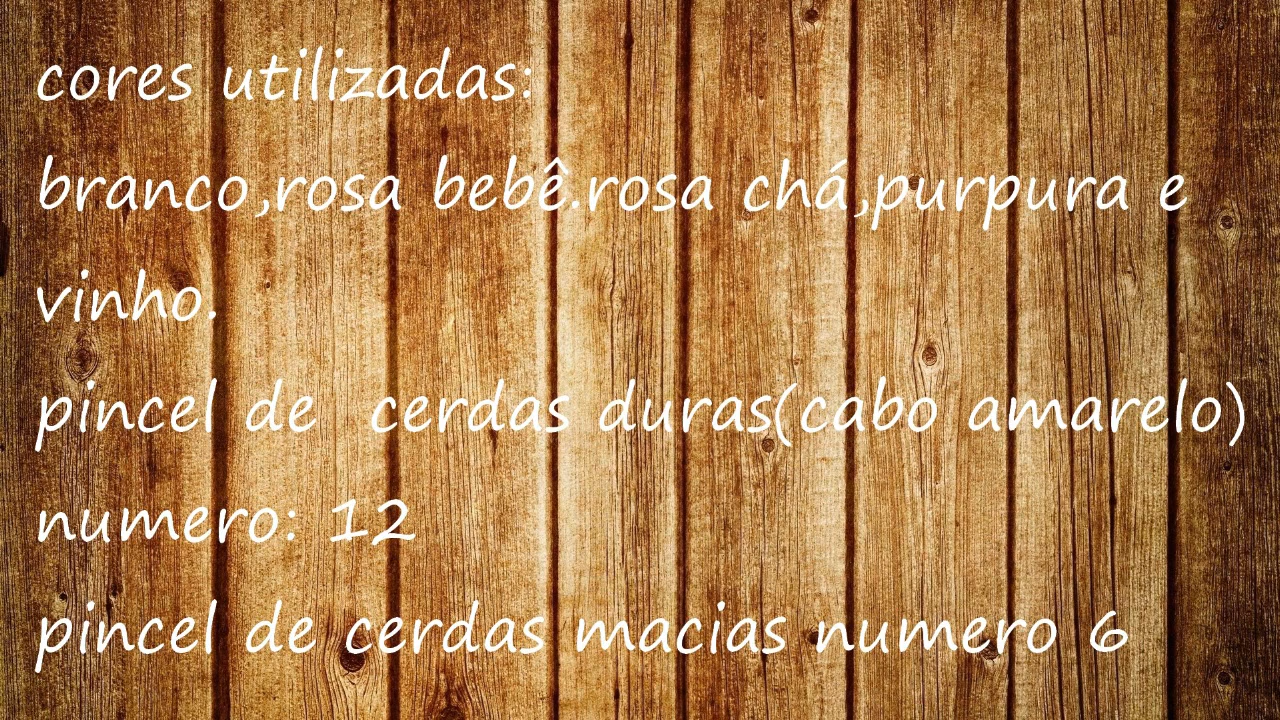 cores utilizadas:
branco,rosa bebê.rosa chá,purpura e
vinho.
pincel de  cerdas duras(cabo amarelo)
numero: 12
pincel de cerdas macias numero 6